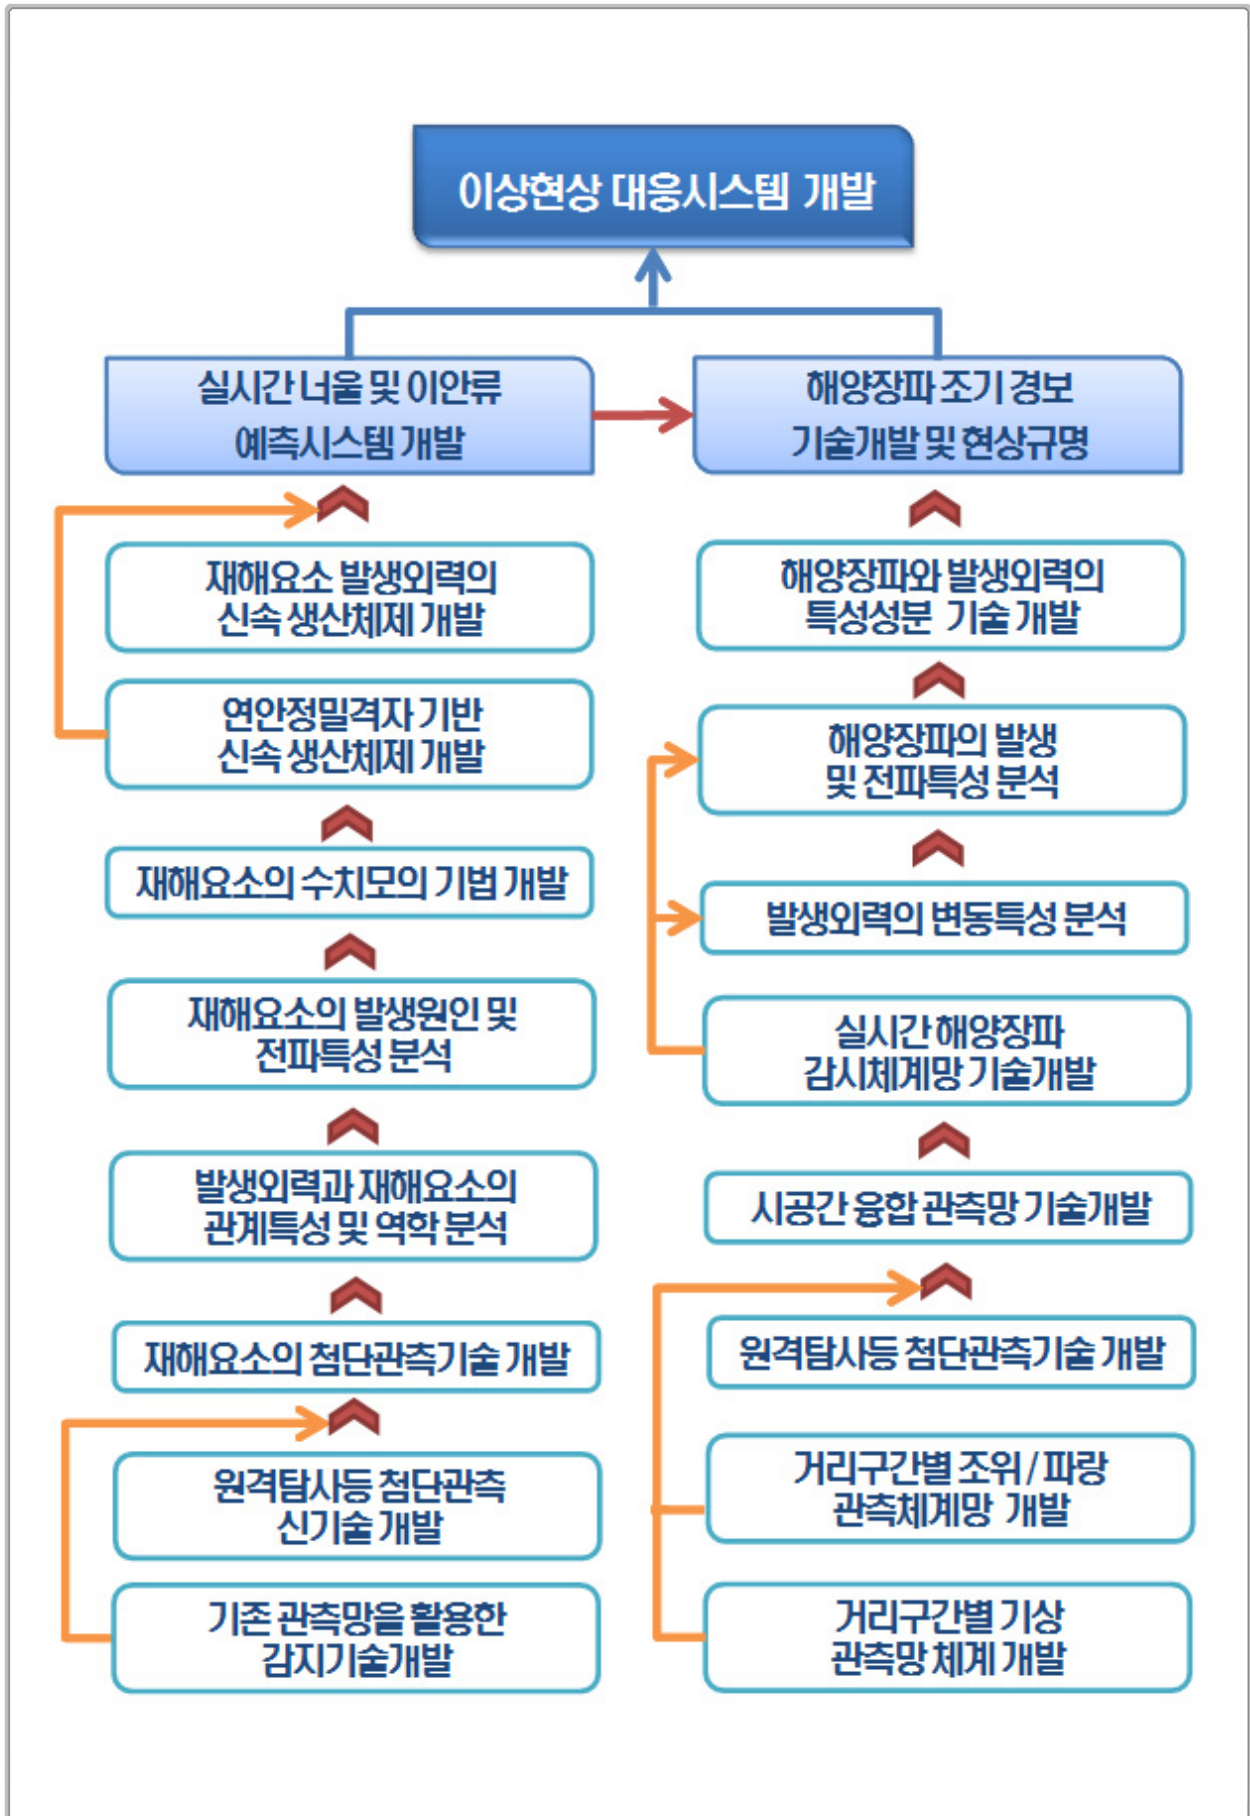 이상현상 대응시스템 개발
실시간 너울 및 이안류
예측시스템 개발
재해요소 발생외력의
신속 생산체제 개발
연안정밀격자 기반
신속 생산체제 개발
재해요소의 수치모의 기법 개발
재해요소의 발생원인 및
전파특성 분석
발생외력과 재해요소의
관계특성 및 역학 분석
재해요소의 첨단관측기술 개발
원격탐사등 첨단관측
신기술 개발
기존 관측망을 활용한
감지기술개발
해양장파 조기 경보
기술개발 및 현상규명
해양장파와 발생외력의
특성성분 기술 개발
해양장파의 발생
및 전파특성 분석
발생외력의 변동특성 분석
실시간 해양장파
감시체계망 기술개발
시공간 융합 관측망 기술개발
원격탐사등 첨단관측기술 개발
거리구간별 조위 / 파랑
관측체계망 개발
거리구간별 기상
관측망 체계 개발